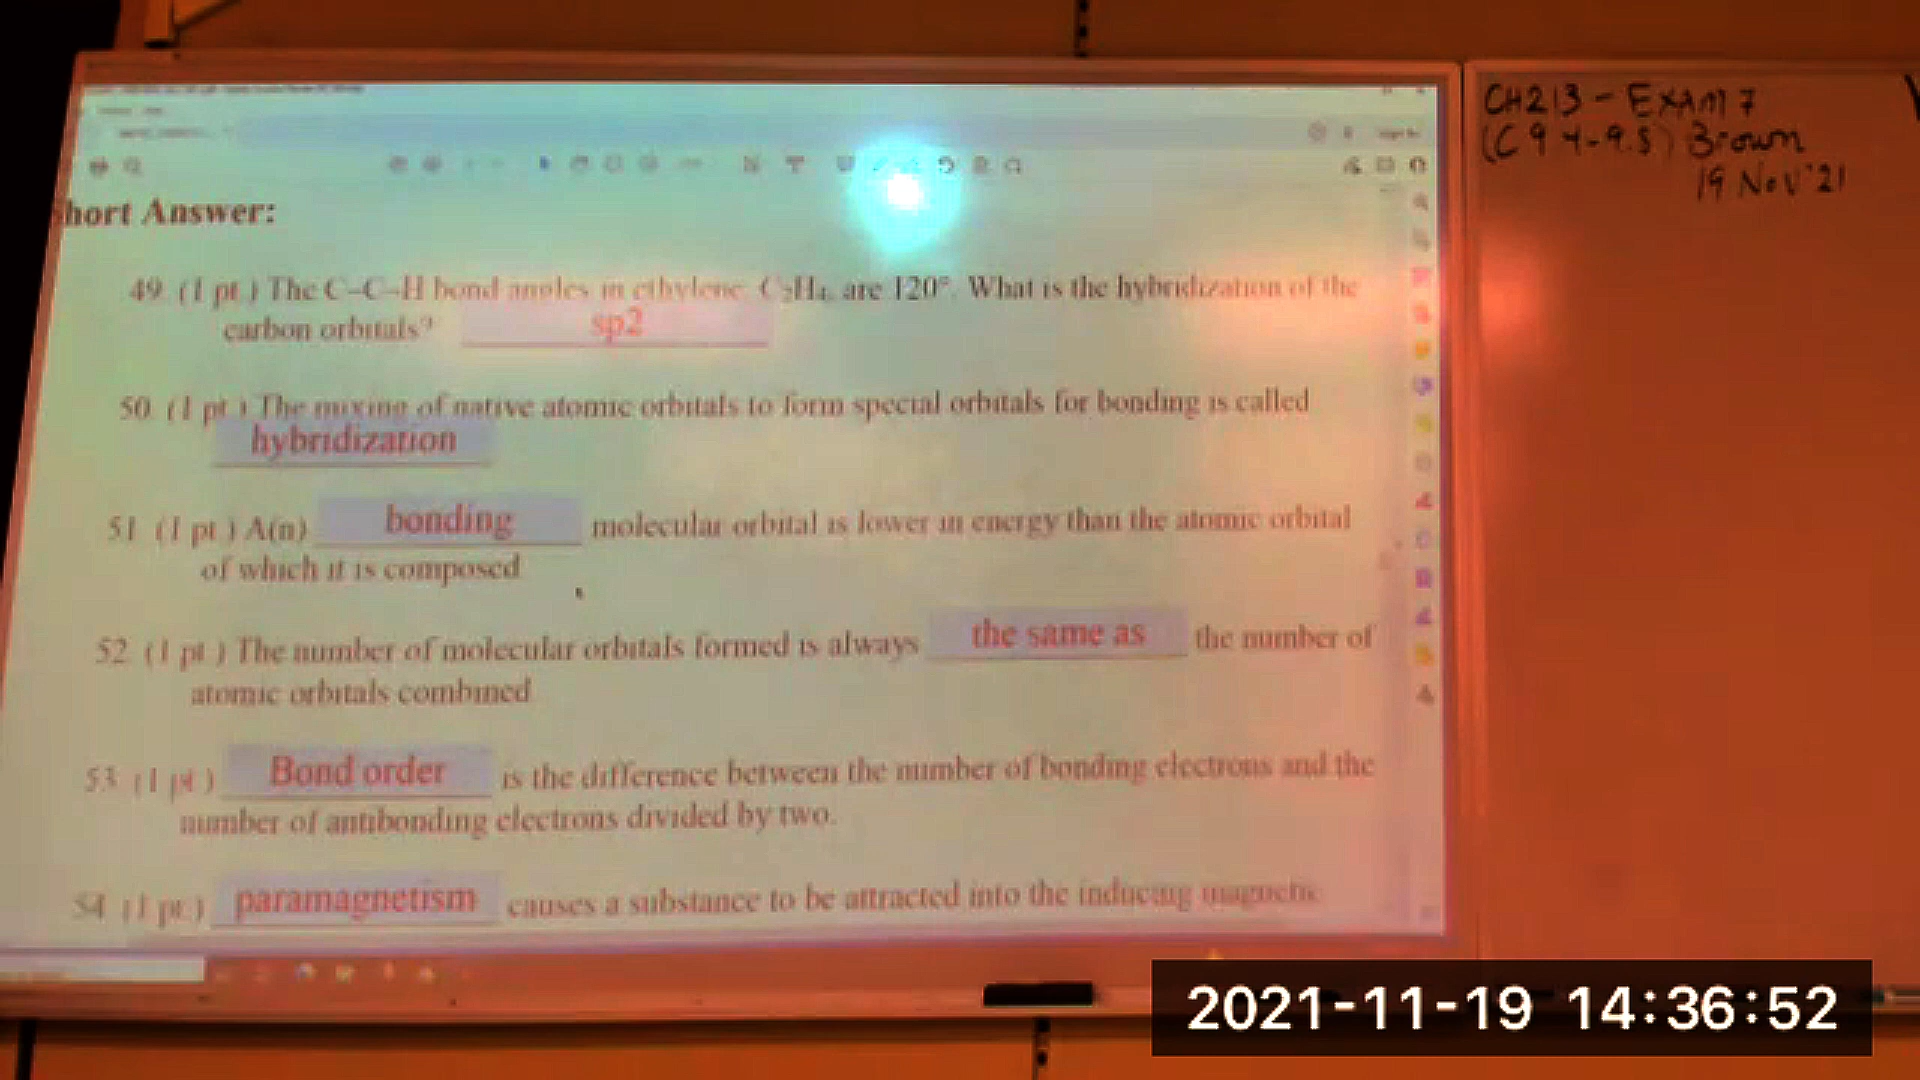 CH213 - EXAM 7
(C 9 4-9.5) Brown
19 Nov '21
hort Answer:
49. (1 pt.) The C–C–H bond angles in ethylene, C₂H₄, are 120°. What is the hybridization of the
carbon orbitals? sp2
50. (1 pt.) The mixing of native atomic orbitals to form special orbitals for bonding is called
hybridization
51. (1 pt.) A(n) bonding molecular orbital is lower in energy than the atomic orbital
of which it is composed
52. (1 pt.) The number of molecular orbitals formed is always the same as the number of
atomic orbitals combined
53. (1 pt.) Bond order is the difference between the number of bonding electrons and the
number of antibonding electrons divided by two.
54. (1 pt.) paramagnetism causes a substance to be attracted into the inducing magnetic
2021-11-19 14:36:52